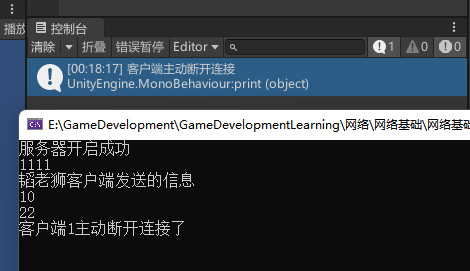 播放
控制台
清除 折叠 错误暂停 Editor 1 0 0
[00:18:17] 客户端主动断开连接
UnityEngine.MonoBehaviour:print (object)
E:\GameDevelopment\GameDevelopmentLearning\网络\网络基础\网络基础
服务器开启成功
1111
韬老狮客户端发送的信息
10
22
客户端1主动断开连接了